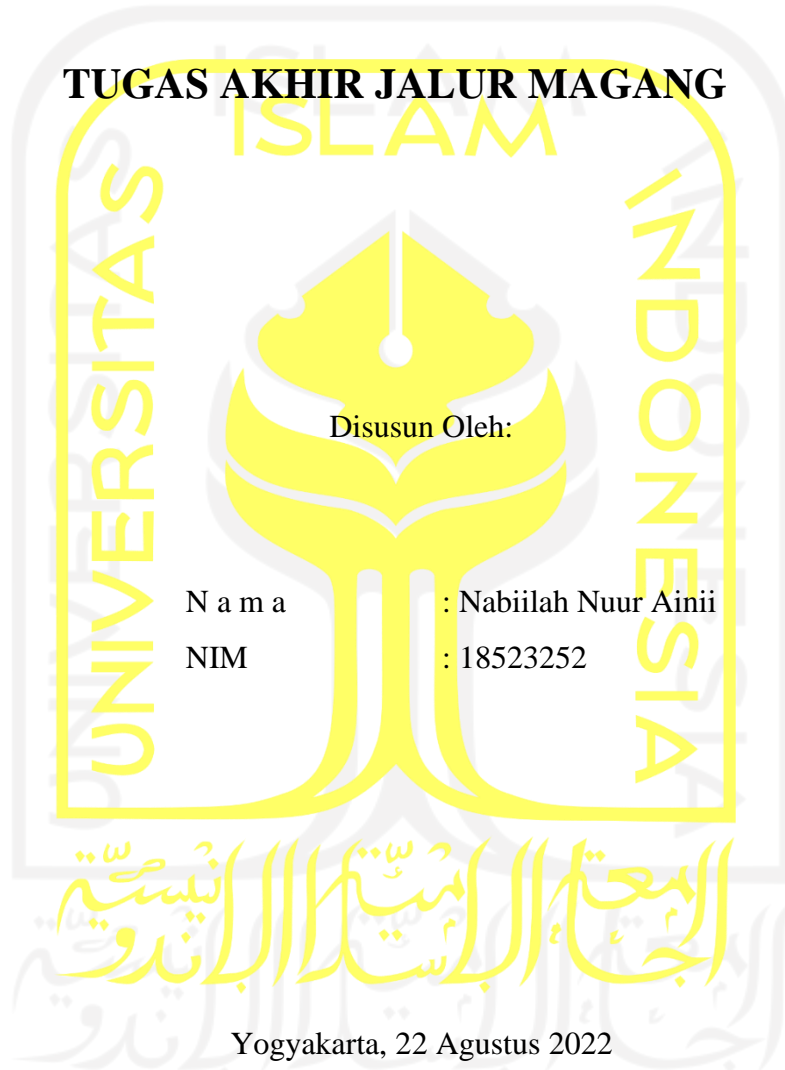 TUGAS AKHIR JALUR MAGANG
ISLAM
UNIVERSITAS
INDONESIA
Disusun Oleh:
N a m a : Nabiilah Nuur Ainii
NIM : 18523252
الجامعة الإسلامية الإندونيسية
Yogyakarta, 22 Agustus 2022